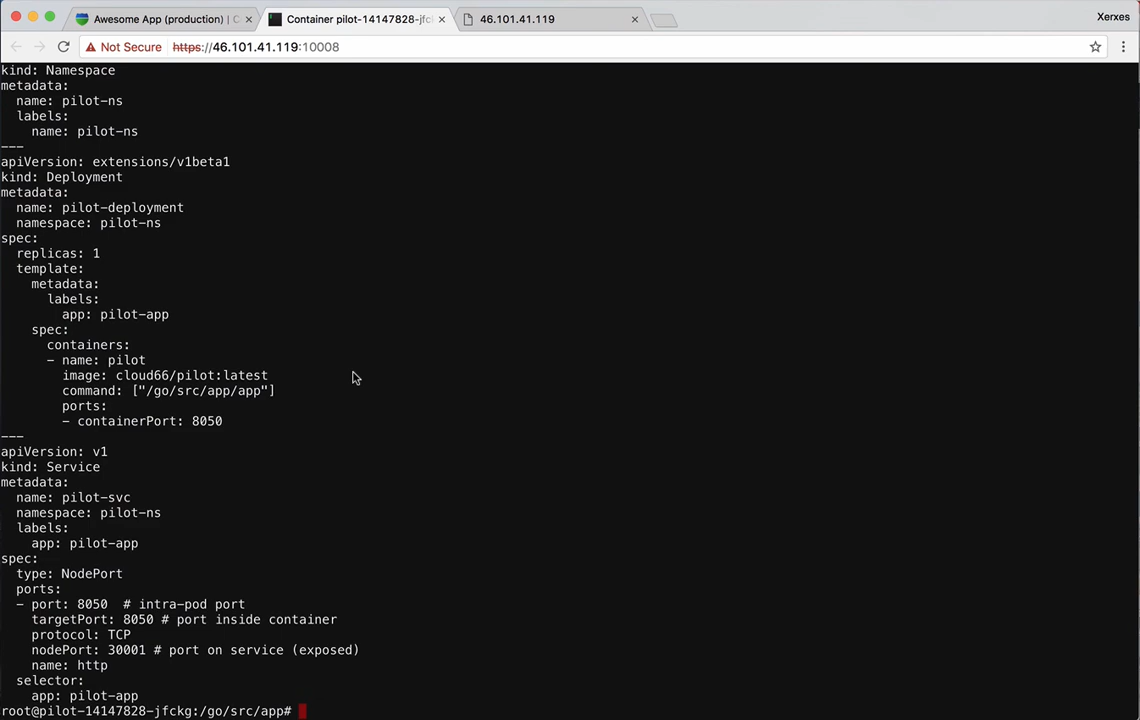 Awesome App (production) | C
Container pilot-14147828-jfck
46.101.41.119
Xerxes
Not Secure https://46.101.41.119:10008
kind: Namespace
metadata:
  name: pilot-ns
  labels:
    name: pilot-ns
---
apiVersion: extensions/v1beta1
kind: Deployment
metadata:
  name: pilot-deployment
  namespace: pilot-ns
spec:
  replicas: 1
  template:
    metadata:
      labels:
        app: pilot-app
    spec:
      containers:
      - name: pilot
        image: cloud66/pilot:latest
        command: ["/go/src/app/app"]
        ports:
        - containerPort: 8050
---
apiVersion: v1
kind: Service
metadata:
  name: pilot-svc
  namespace: pilot-ns
  labels:
    app: pilot-app
spec:
  type: NodePort
  ports:
  - port: 8050  # intra-pod port
    targetPort: 8050 # port inside container
    protocol: TCP
    nodePort: 30001 # port on service (exposed)
    name: http
  selector:
    app: pilot-app
root@pilot-14147828-jfckg:/go/src/app#